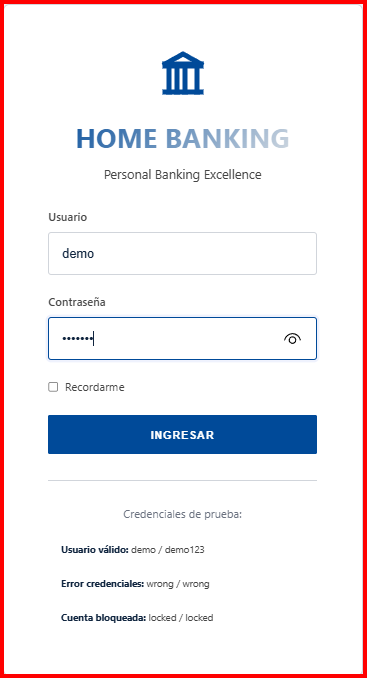 HOME BANKING
Personal Banking Excellence
Usuario
demo
Contraseña
•••••••
Recordarme
INGRESAR
Credenciales de prueba:
Usuario válido: demo / demo123
Error credenciales: wrong / wrong
Cuenta bloqueada: locked / locked